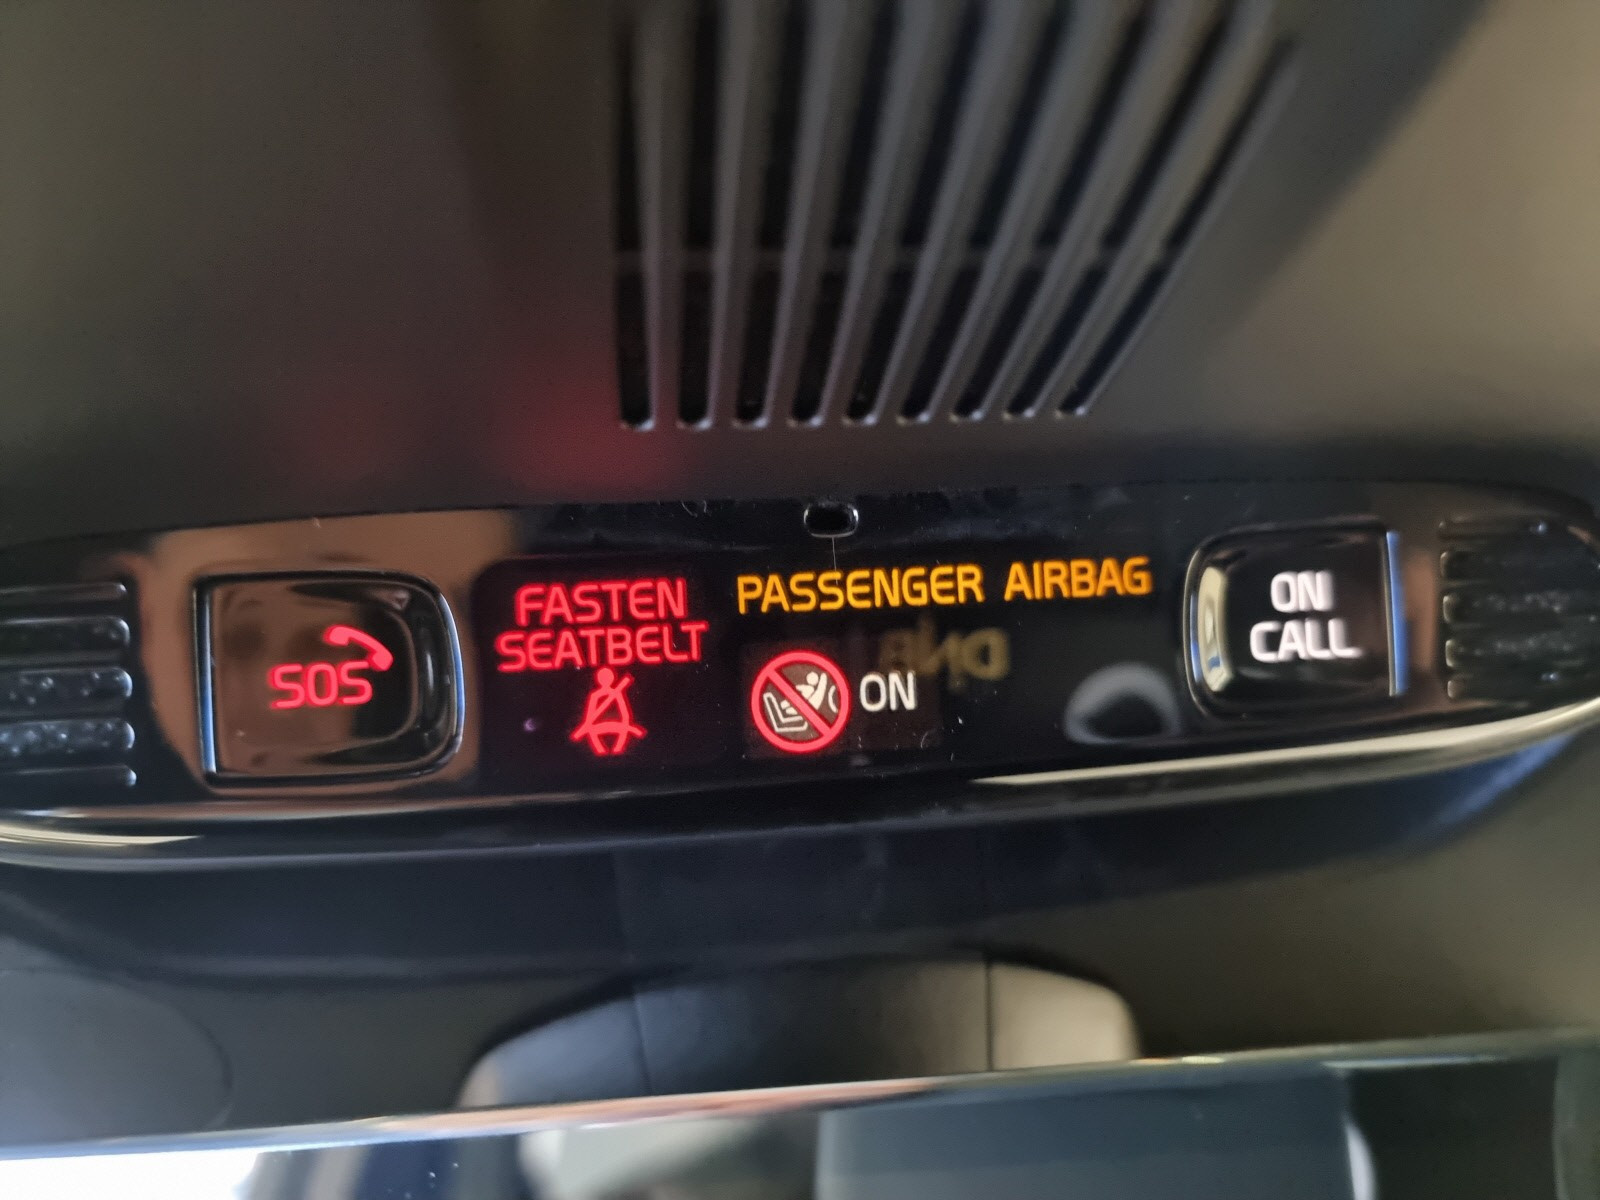 SOS
FASTEN
SEATBELT
PASSENGER AIRBAG
ON
ON
CALL